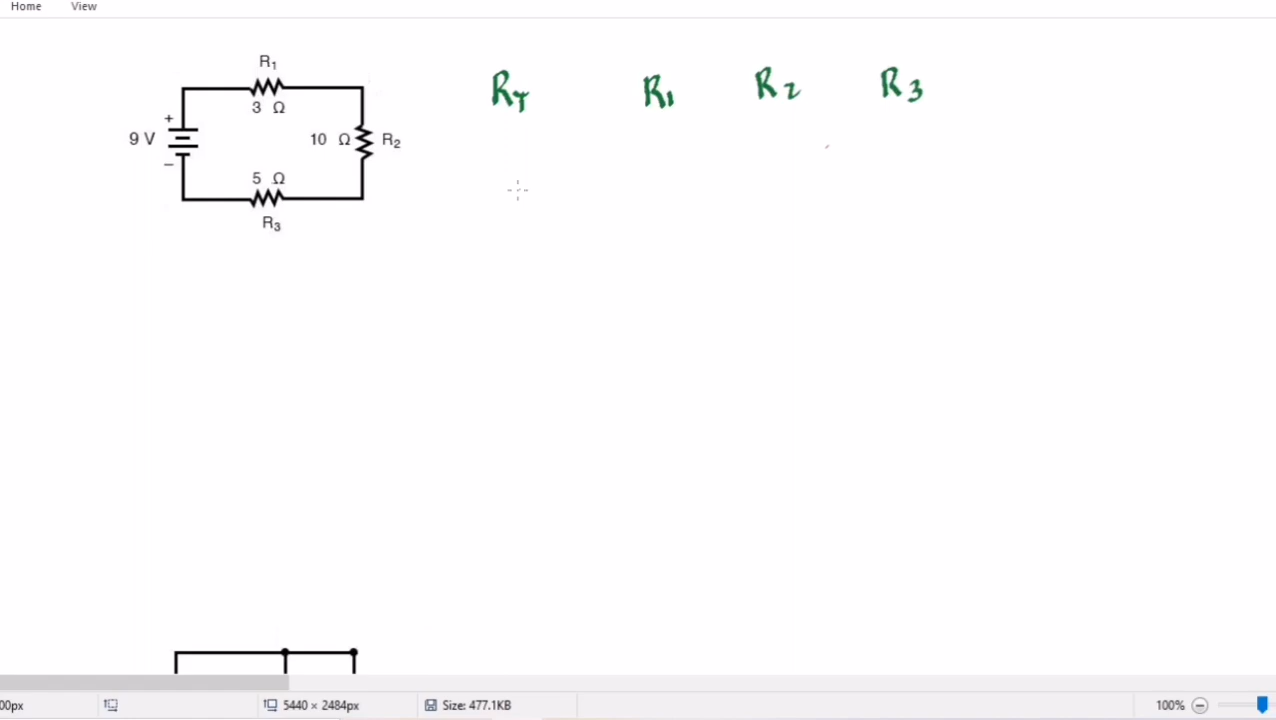 Home View
R1
3 Ω
+
9 V
10 Ω R2
−
5 Ω
R3
RT R1 R2 R3
00px 5440 × 2484px Size: 477.1KB 100%